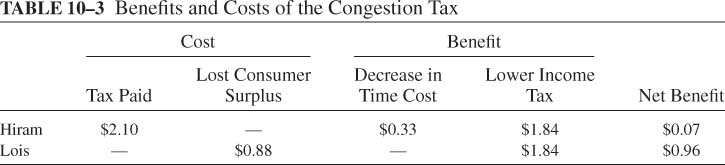 TABLE 10–3 Benefits and Costs of the Congestion Tax
Cost Benefit
Tax Paid Lost Consumer Surplus Decrease in Time Cost Lower Income Tax Net Benefit
Hiram $2.10 — $0.33 $1.84 $0.07
Lois — $0.88 — $1.84 $0.96